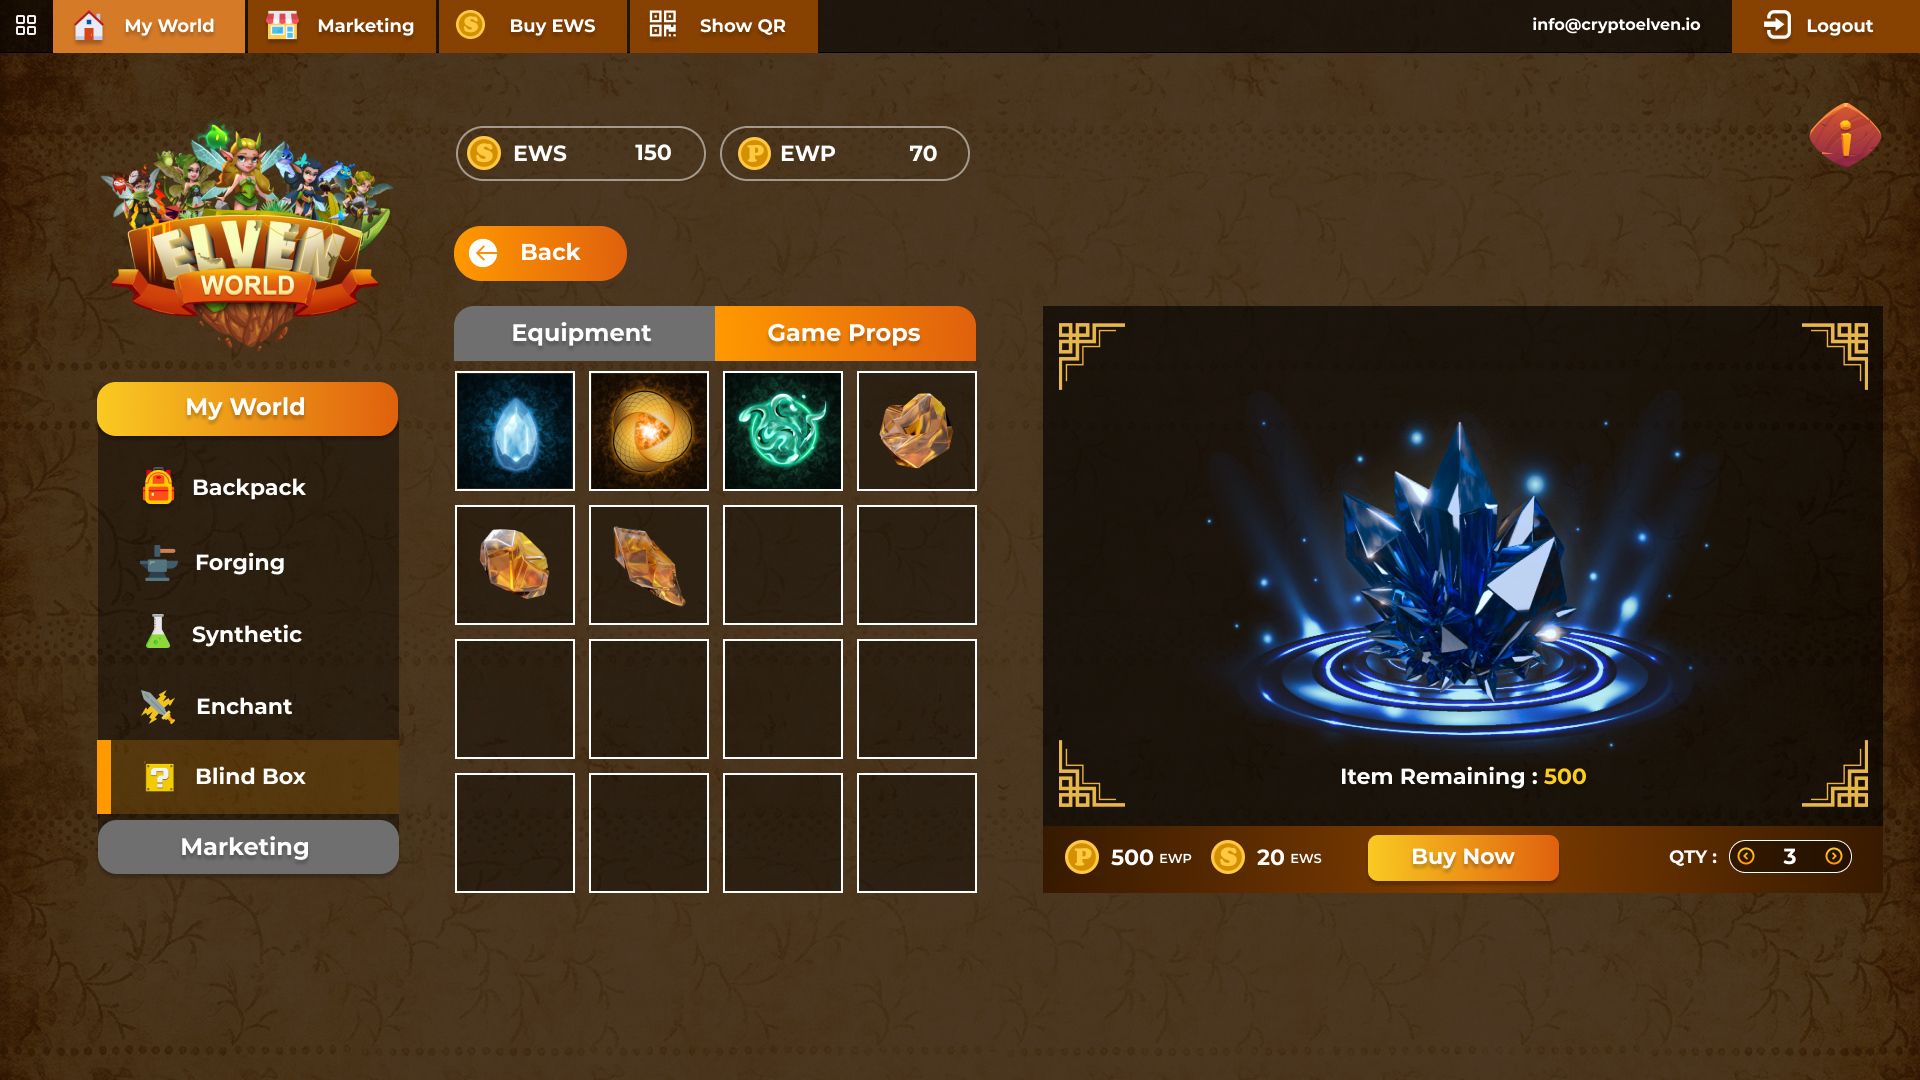 My World
Marketing
Buy EWS
Show QR
info@cryptoelven.io
Logout
ELVEN
WORLD
EWS 150
EWP 70
Back
Equipment
Game Props
My World
Backpack
Forging
Synthetic
Enchant
Blind Box
Marketing
Item Remaining : 500
500 EWP
20 EWS
Buy Now
QTY : 3